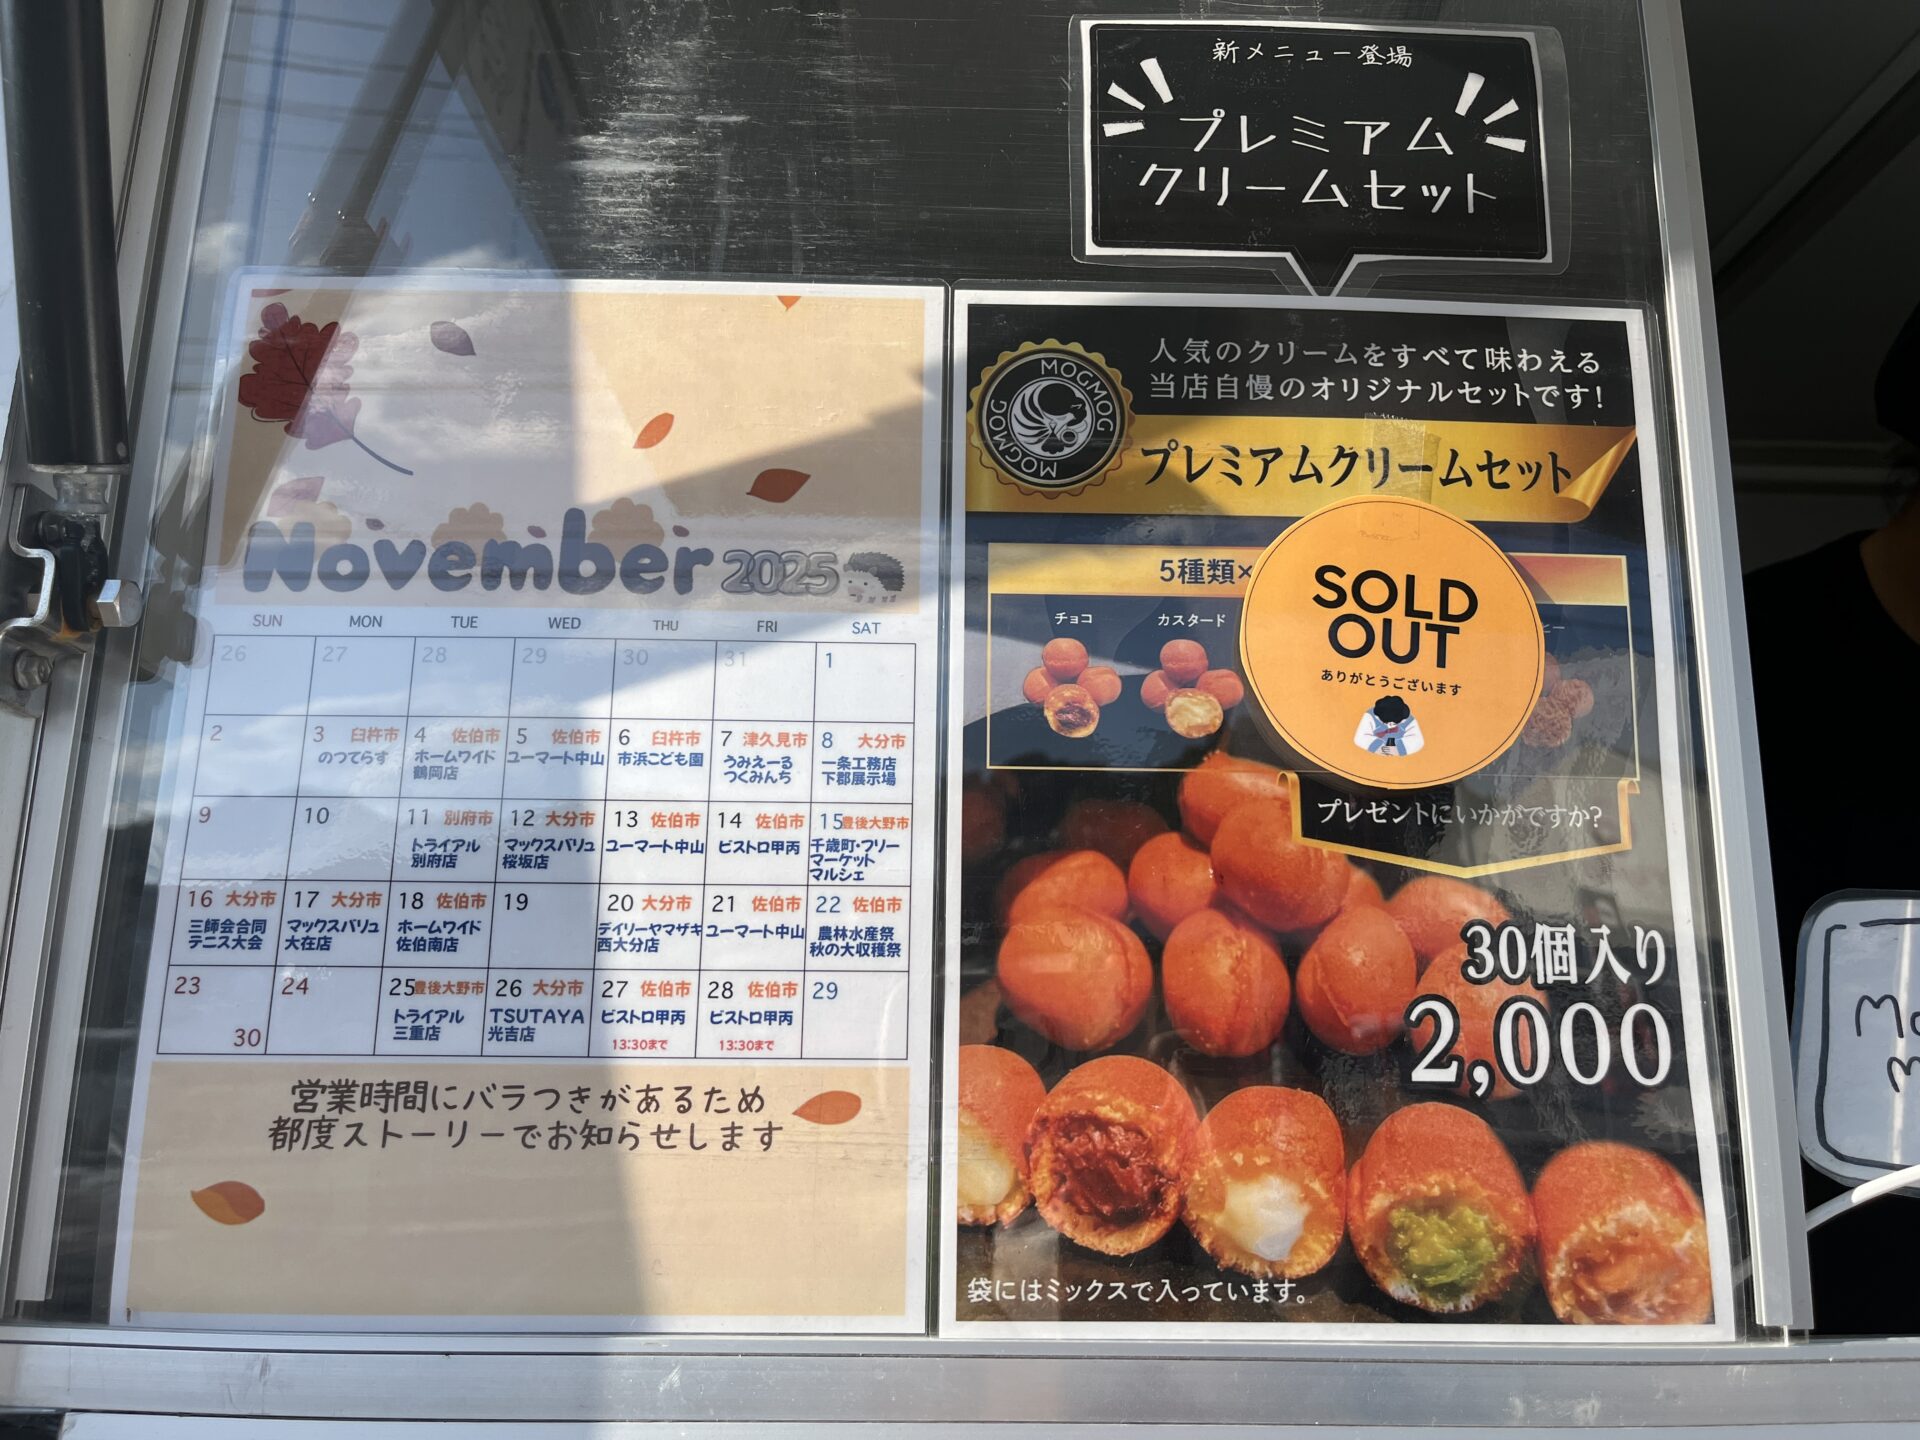 新メニュー登場
プレミアム
クリームセット
November 2025
SUN MON TUE WED THU FRI SAT
26 27 28 29 30 31 1
2
3 臼杵市
のつてらす
4 佐伯市
ホームワイド
鶴岡店
5 佐伯市
ユーマート中山
6 臼杵市
市浜こども園
7 津久見市
うみえーる
つくみんち
8 大分市
一条工務店
下郡展示場
9
10
11 別府市
トライアル
別府店
12 大分市
マックスバリュ
桜坂店
13 佐伯市
ユーマート中山
14 佐伯市
ビストロ甲丙
15 豊後大野市
千歳町・フリー
マーケット
マルシェ
16 大分市
三師会合同
テニス大会
17 大分市
マックスバリュ
大在店
18 佐伯市
ホームワイド
佐伯南店
19
20 大分市
デイリーヤマザキ
西大分店
21 佐伯市
ユーマート中山
22 佐伯市
農林水産祭
秋の大収穫祭
23
30
24
25 豊後大野市
トライアル
三重店
26 大分市
TSUTAYA
光吉店
27 佐伯市
ビストロ甲丙
13:30まで
28 佐伯市
ビストロ甲丙
13:30まで
29
営業時間にバラつきがあるため
都度ストーリーでお知らせします
MOGMOG
MOGMOG
人気のクリームをすべて味わえる
当店自慢のオリジナルセットです!
プレミアムクリームセット
5種類×
チョコ
カスタード
SOLD
OUT
ありがとうございます
プレゼントにいかがですか?
30個入り
2,000
袋にはミックスで入っています。